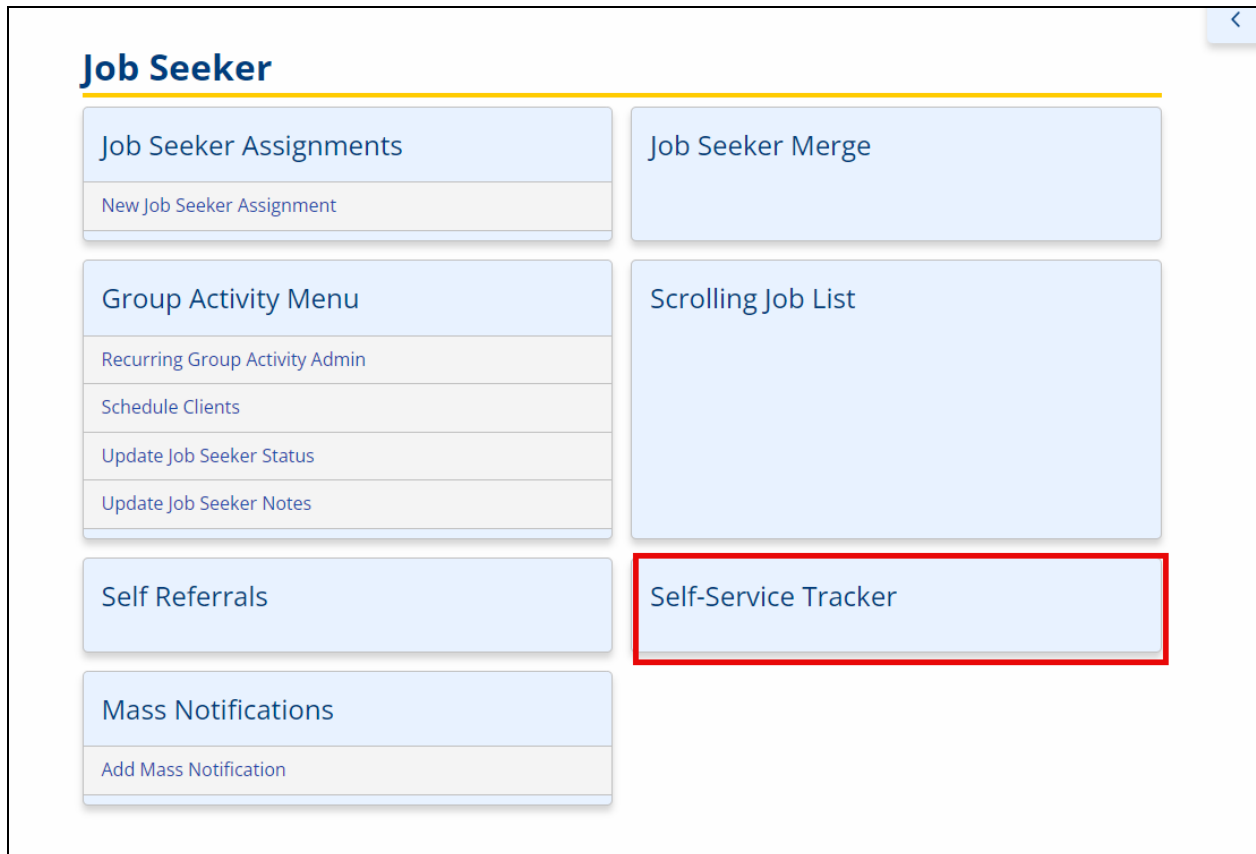 Job Seeker
Job Seeker Assignments
New Job Seeker Assignment
Job Seeker Merge
Group Activity Menu
Recurring Group Activity Admin
Schedule Clients
Update Job Seeker Status
Update Job Seeker Notes
Scrolling Job List
Self Referrals
Self-Service Tracker
Mass Notifications
Add Mass Notification